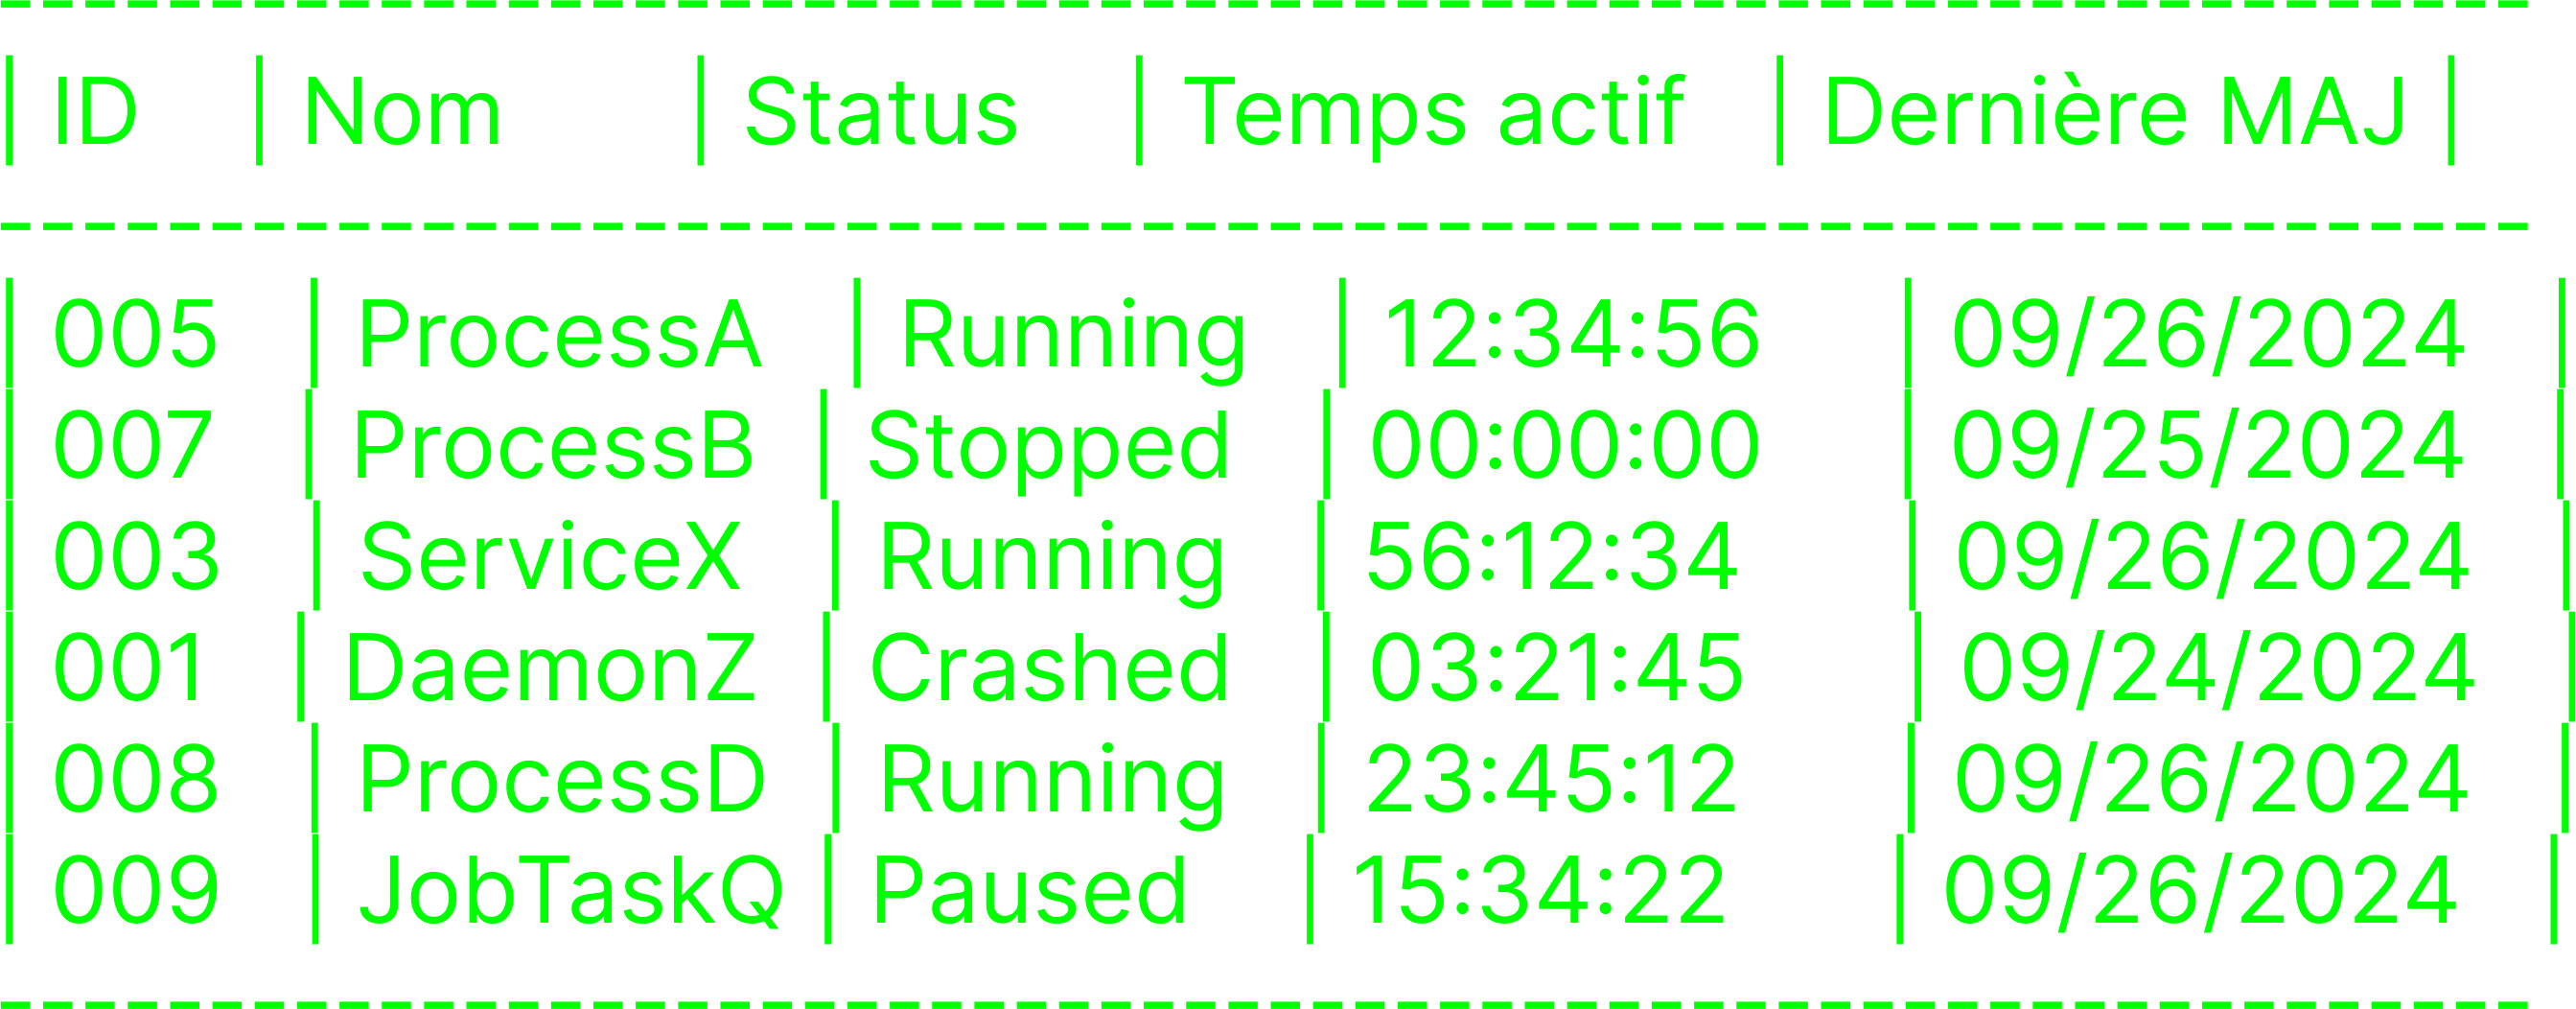 ------------------------------------------------------------
| ID | Nom | Status | Temps actif | Dernière MAJ |
------------------------------------------------------------
| 005 | ProcessA | Running | 12:34:56 | 09/26/2024 |
| 007 | ProcessB | Stopped | 00:00:00 | 09/25/2024 |
| 003 | ServiceX | Running | 56:12:34 | 09/26/2024 |
| 001 | DaemonZ | Crashed | 03:21:45 | 09/24/2024 |
| 008 | ProcessD | Running | 23:45:12 | 09/26/2024 |
| 009 | JobTaskQ | Paused | 15:34:22 | 09/26/2024 |
------------------------------------------------------------